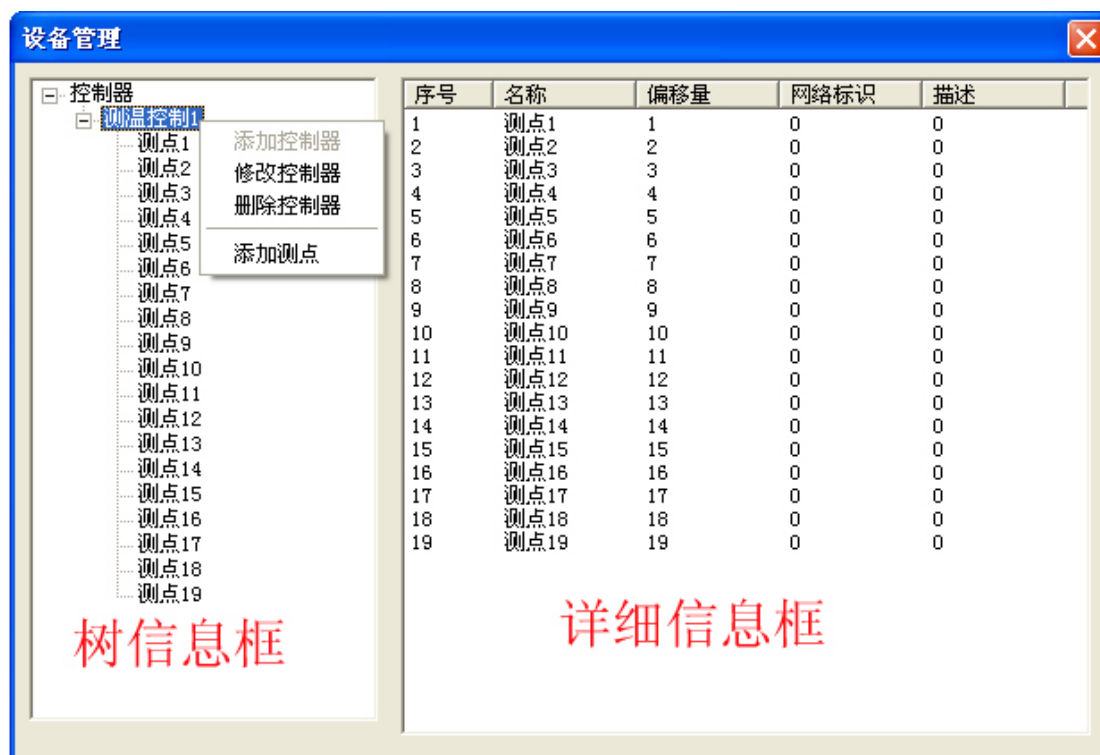 设备管理
控制器
测温控制1
测点1
测点2
测点3
测点4
测点5
测点6
测点7
测点8
测点9
测点10
测点11
测点12
测点13
测点14
测点15
测点16
测点17
测点18
测点19
树信息框
添加控制器
修改控制器
删除控制器
添加测点
序号 名称 偏移量 网络标识 描述
1 测点1 1 0 0
2 测点2 2 0 0
3 测点3 3 0 0
4 测点4 4 0 0
5 测点5 5 0 0
6 测点6 6 0 0
7 测点7 7 0 0
8 测点8 8 0 0
9 测点9 9 0 0
10 测点10 10 0 0
11 测点11 11 0 0
12 测点12 12 0 0
13 测点13 13 0 0
14 测点14 14 0 0
15 测点15 15 0 0
16 测点16 16 0 0
17 测点17 17 0 0
18 测点18 18 0 0
19 测点19 19 0 0
详细信息框